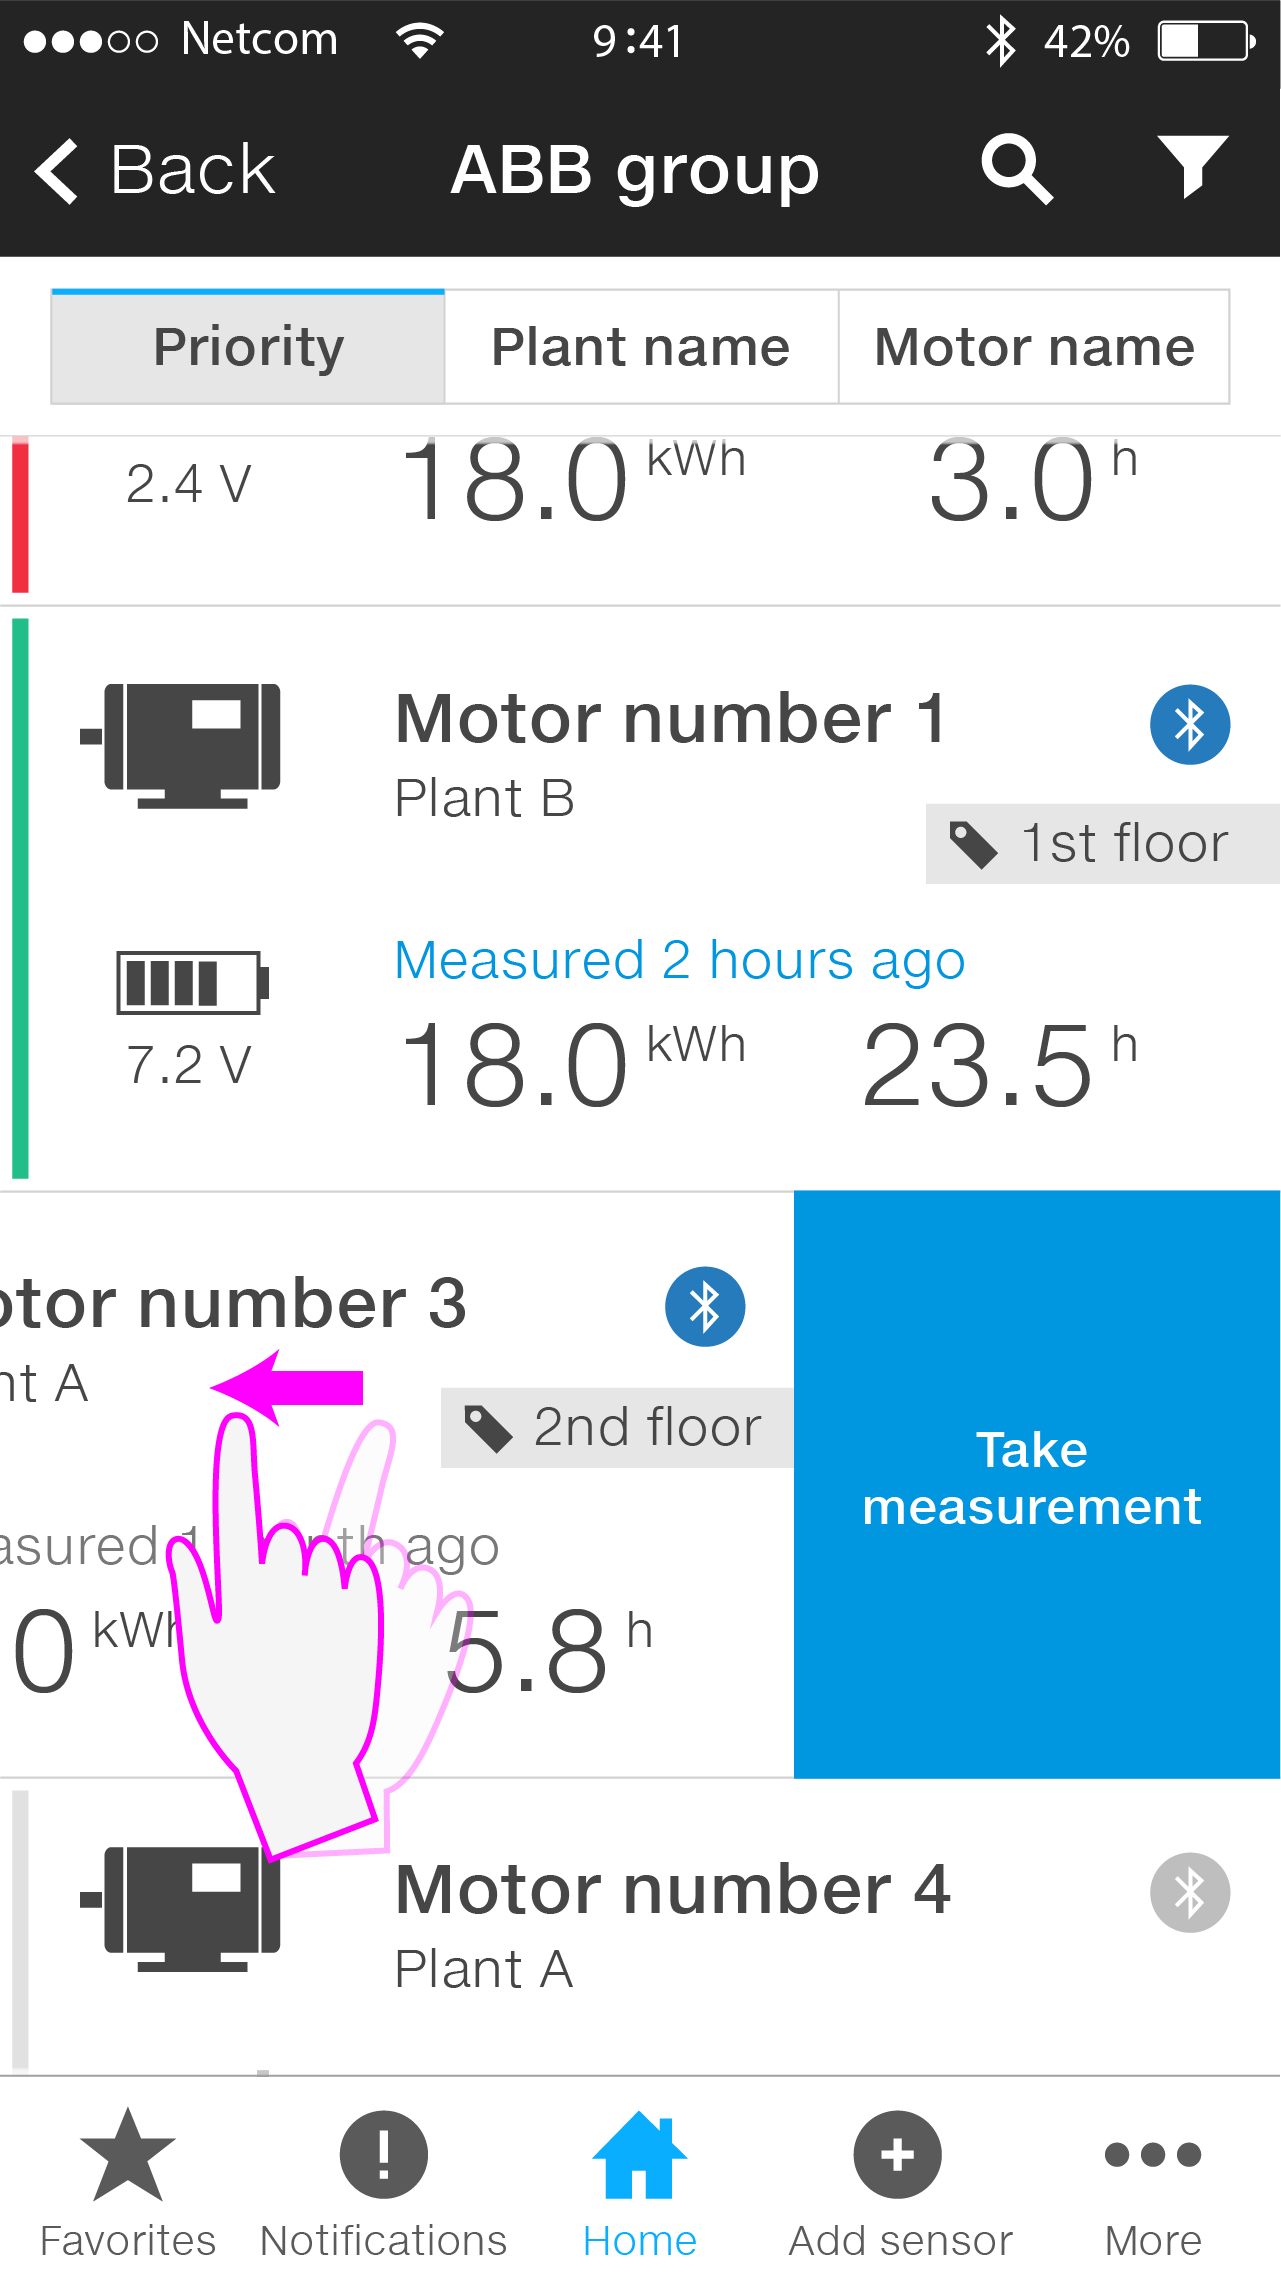 Netcom 9:41 42%
Back ABB group
Priority Plant name Motor name
2.4 V 18.0 kWh 3.0 h
Motor number 1
Plant B
1st floor
Measured 2 hours ago
7.2 V 18.0 kWh 23.5 h
otor number 3
nt A
2nd floor
Take
measurement
asured 1 nth ago
0 kWh 5.8 h
Motor number 4
Plant A
Favorites Notifications Home Add sensor More